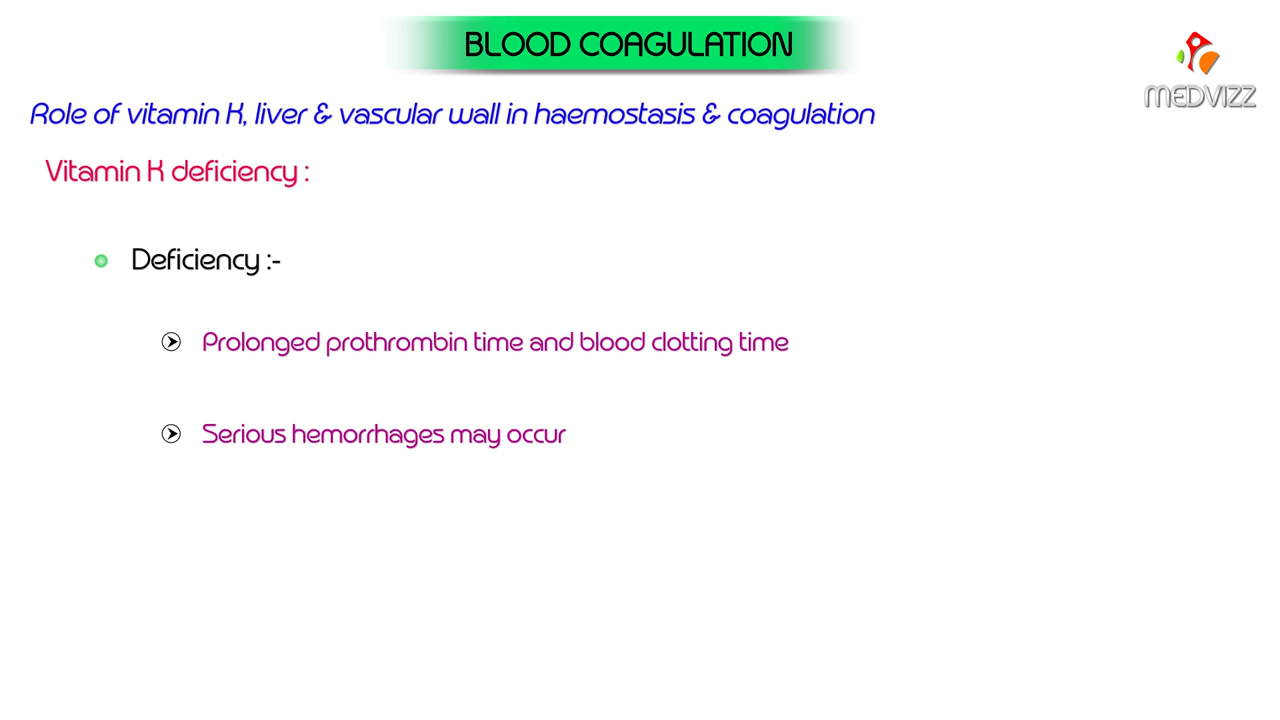 BLOOD COAGULATION
MEDVIZZ
Role of vitamin K, liver & vascular wall in haemostasis & coagulation
Vitamin K deficiency :
Deficiency :-
Prolonged prothrombin time and blood clotting time
Serious hemorrhages may occur